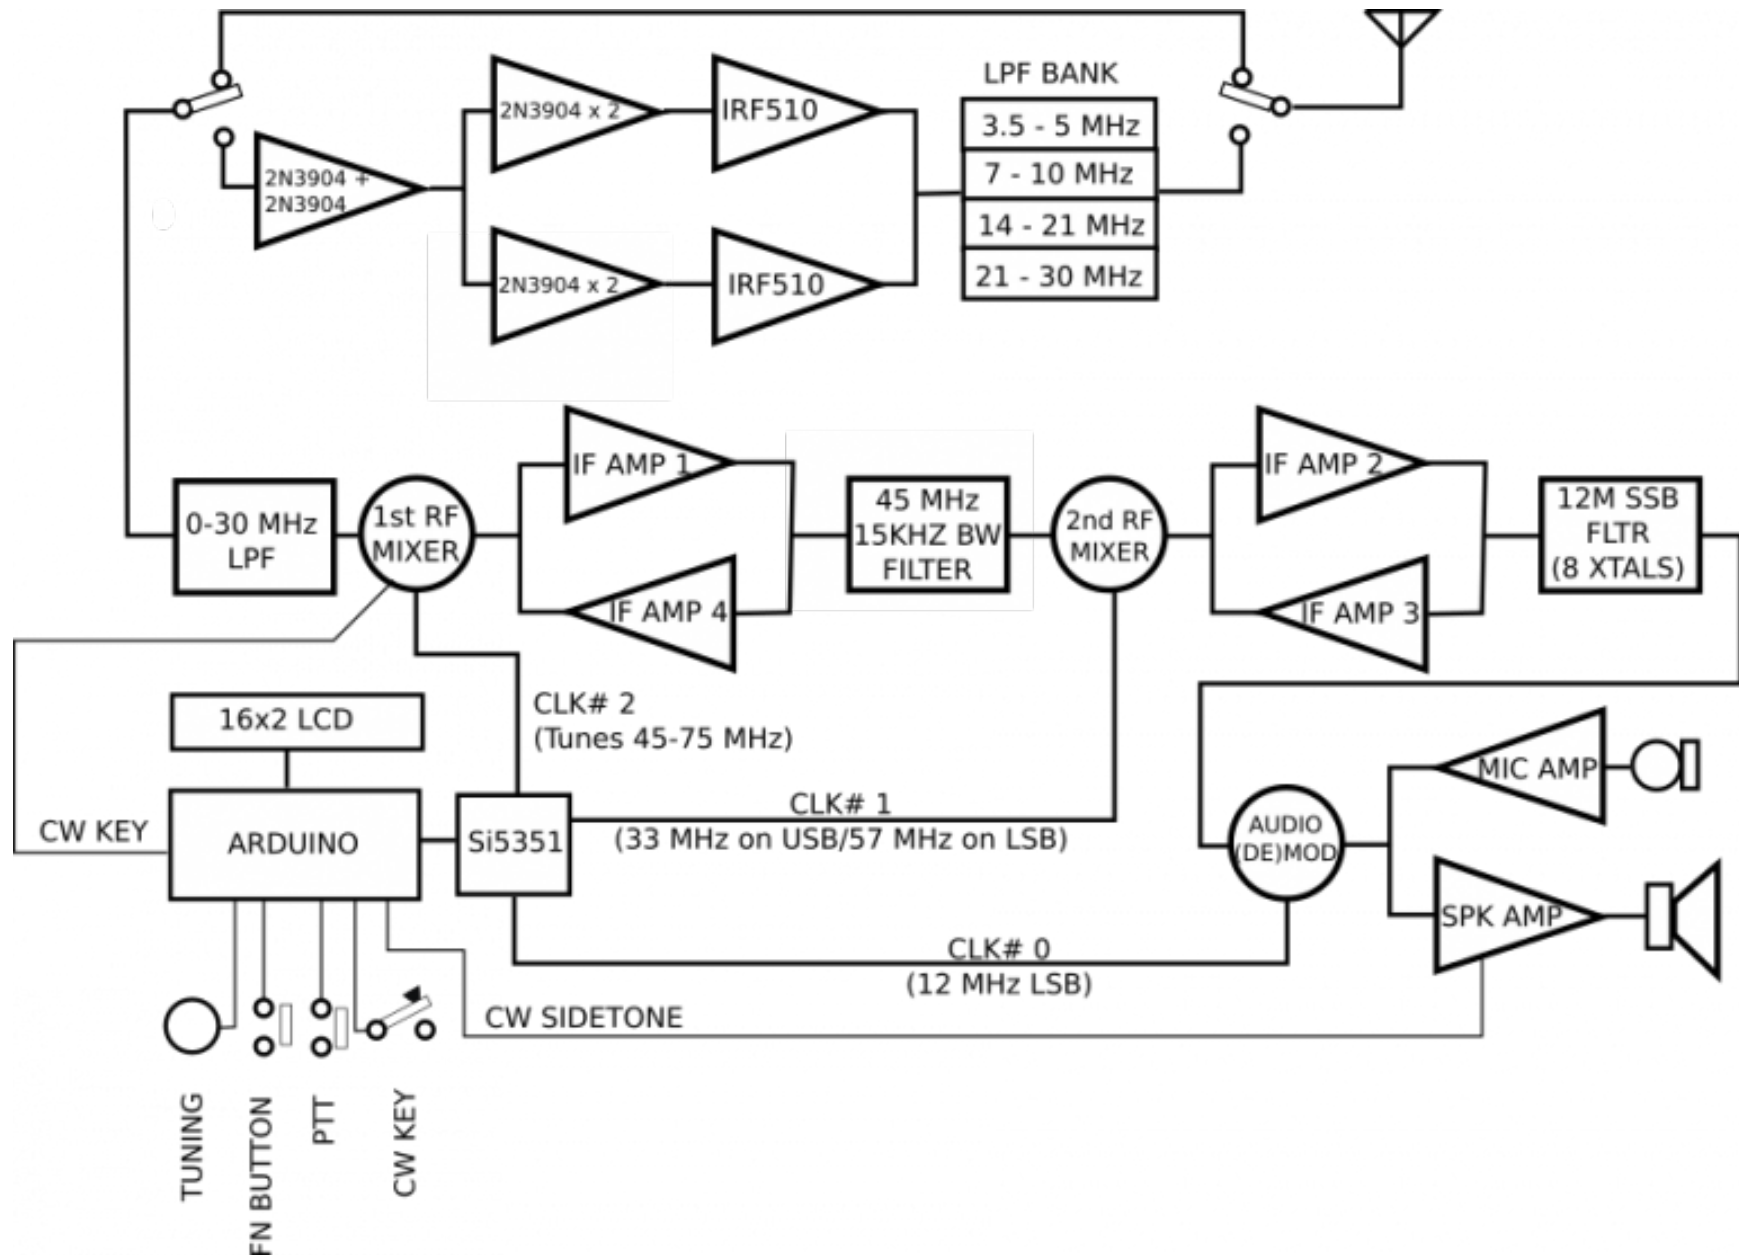 LPF BANK
3.5 - 5 MHz
7 - 10 MHz
14 - 21 MHz
21 - 30 MHz
2N3904 x 2
IRF510
2N3904 +
2N3904
2N3904 x 2
IRF510
0-30 MHz
LPF
1st RF
MIXER
IF AMP 1
IF AMP 4
45 MHz
15KHZ BW
FILTER
2nd RF
MIXER
IF AMP 2
IF AMP 3
12M SSB
FLTR
(8 XTALS)
16x2 LCD
CLK# 2
(Tunes 45-75 MHz)
CW KEY
ARDUINO
Si5351
CLK# 1
(33 MHz on USB/57 MHz on LSB)
AUDIO
(DE)MOD
MIC AMP
SPK AMP
CLK# 0
(12 MHz LSB)
CW SIDETONE
TUNING
FN BUTTON
PTT
CW KEY